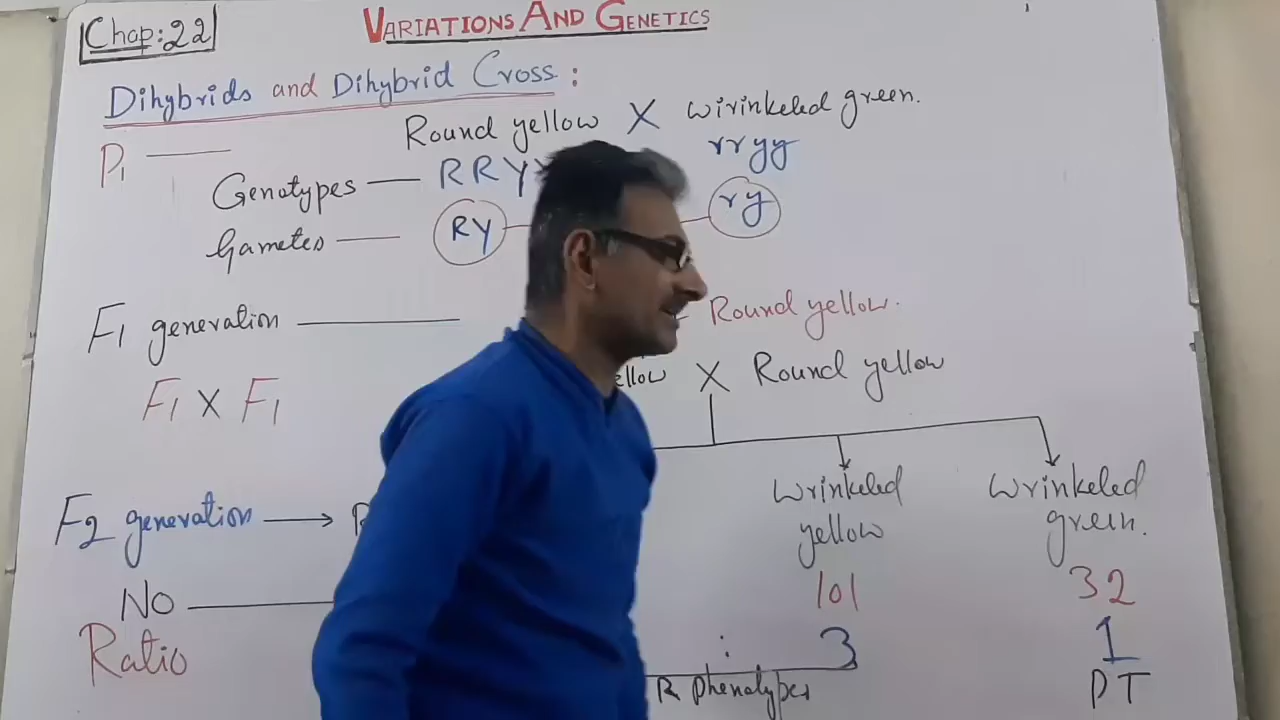 Chap:22
VARIATIONS AND GENETICS
Dihybrids and Dihybrid Cross:
Round yellow X wirinkeled green.
P1
Genotypes — RRY rryy
Gametes — RY ry
F1 generation — Round yellow.
F1 X F1 ellow X Round yellow
F2 generation → Wrinkeled yellow Wrinkeled green.
No — 101 32
Ratio : 3 1
R Phenotypes PT